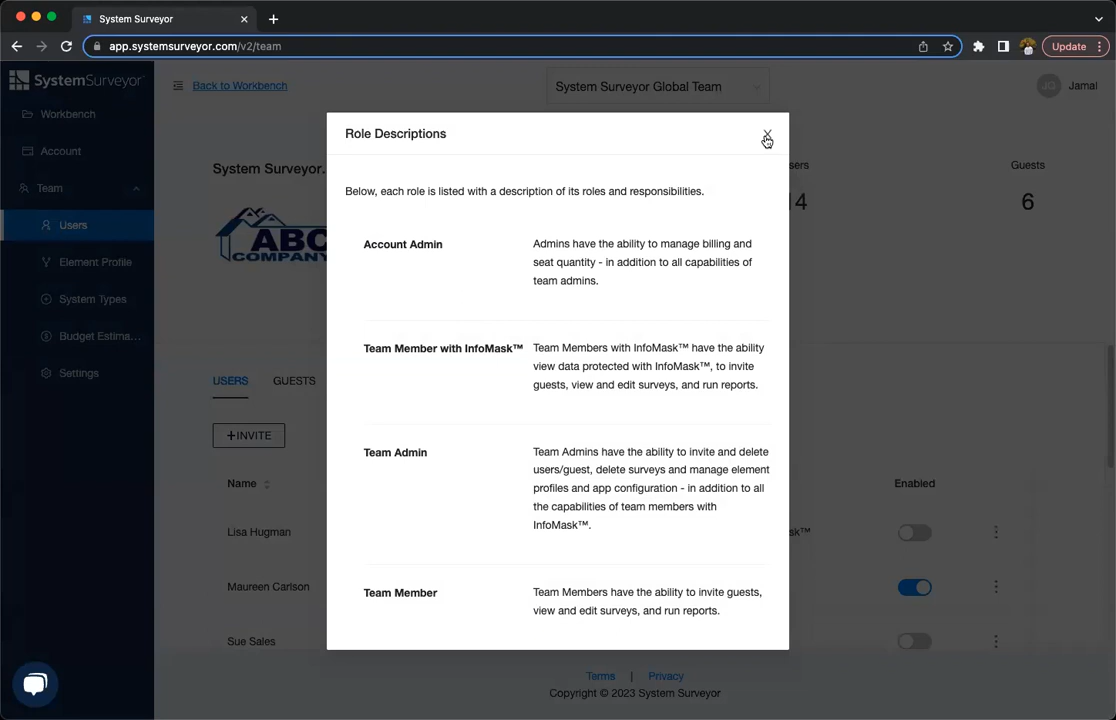 System Surveyor
app.systemsurveyor.com/v2/team
Update
SystemSurveyor
Workbench
Account
Team
Users
Element Profile
System Types
Budget Estima...
Settings
Back to Workbench
System Surveyor Global Team
JC Jamal
System Surveyor.
ABC
COMPANY
sers
14
Guests
6
Role Descriptions
Below, each role is listed with a description of its roles and responsibilities.
Account Admin
Admins have the ability to manage billing and
seat quantity - in addition to all capabilities of
team admins.
Team Member with InfoMask™
Team Members with InfoMask™ have the ability
view data protected with InfoMask™, to invite
guests, view and edit surveys, and run reports.
Team Admin
Team Admins have the ability to invite and delete
users/guest, delete surveys and manage element
profiles and app configuration - in addition to all
the capabilities of team members with
InfoMask™.
Team Member
Team Members have the ability to invite guests,
view and edit surveys, and run reports.
USERS GUESTS
+INVITE
Name
Enabled
Lisa Hugman
sk™
Maureen Carlson
Sue Sales
Terms | Privacy
Copyright © 2023 System Surveyor